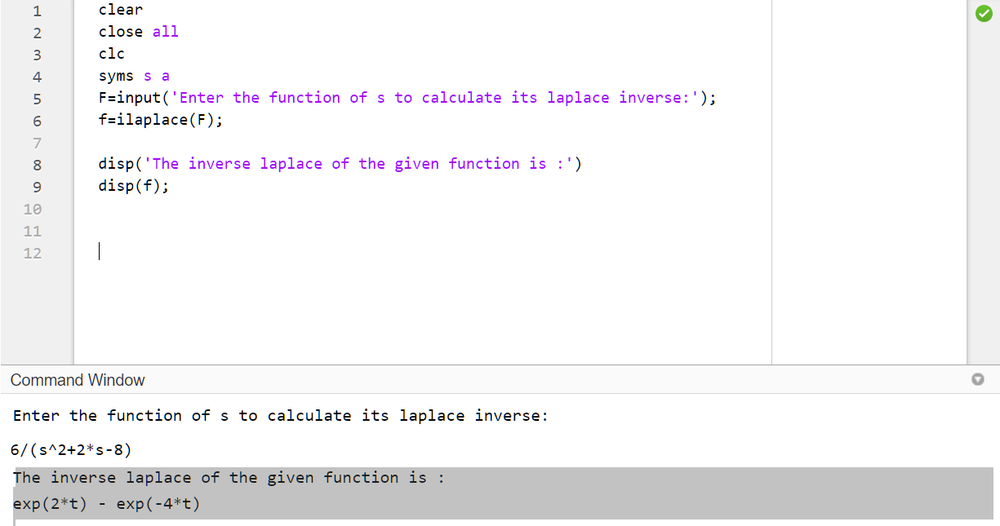 1 clear
2 close all
3 clc
4 syms s a
5 F=input('Enter the function of s to calculate its laplace inverse:');
6 f=ilaplace(F);
7
8 disp('The inverse laplace of the given function is :')
9 disp(f);
10
11
12
Command Window
Enter the function of s to calculate its laplace inverse:
6/(s^2+2*s-8)
The inverse laplace of the given function is :
exp(2*t) - exp(-4*t)